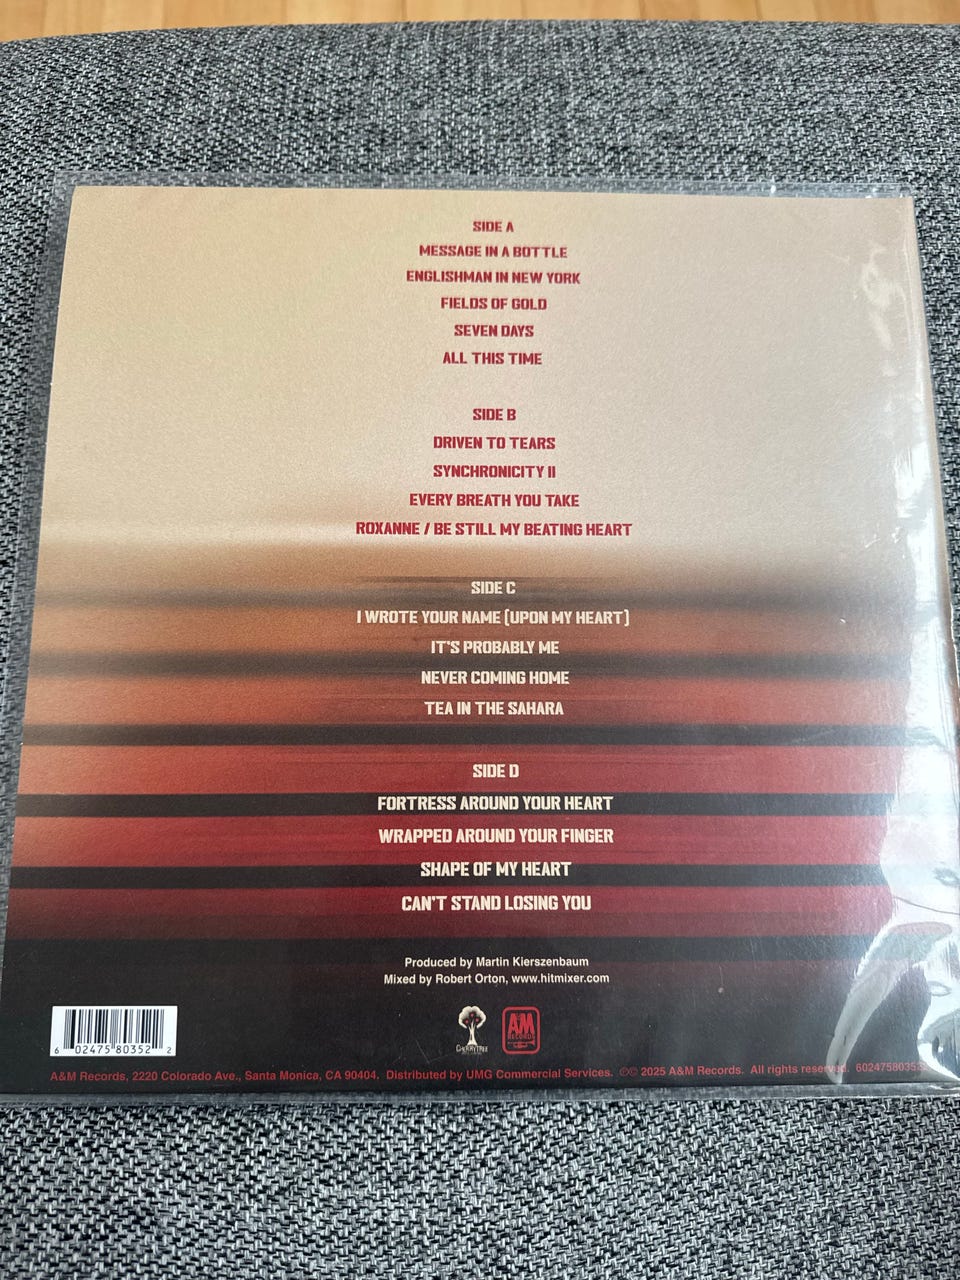 SIDE A
MESSAGE IN A BOTTLE
ENGLISHMAN IN NEW YORK
FIELDS OF GOLD
SEVEN DAYS
ALL THIS TIME
SIDE B
DRIVEN TO TEARS
SYNCHRONICITY II
EVERY BREATH YOU TAKE
ROXANNE / BE STILL MY BEATING HEART
SIDE C
I WROTE YOUR NAME (UPON MY HEART)
IT'S PROBABLY ME
NEVER COMING HOME
TEA IN THE SAHARA
SIDE D
FORTRESS AROUND YOUR HEART
WRAPPED AROUND YOUR FINGER
SHAPE OF MY HEART
CAN'T STAND LOSING YOU
Produced by Martin Kierszenbaum
Mixed by Robert Orton, www.hitmixer.com
CHERRYTREE
A&M
RECORDS
6 02475 80352 2
A&M Records, 2220 Colorado Ave., Santa Monica, CA 90404. Distributed by UMG Commercial Services. ℗© 2025 A&M Records. All rights reserved.